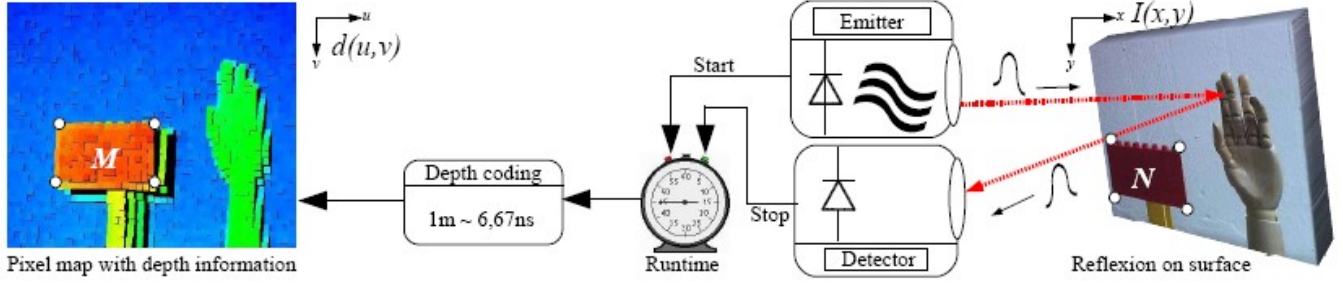 u
v
d(u,v)
M
Pixel map with depth information
Depth coding
1m ~ 6,67ns
Start
Stop
Runtime
Emitter
Detector
x
y
I(x,y)
N
Reflexion on surface